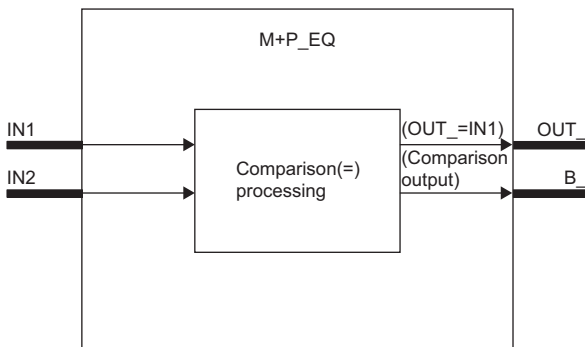 M+P_EQ
IN1
(OUT_=IN1)
OUT_
IN2
Comparison(=)
processing
(Comparison
output)
B_